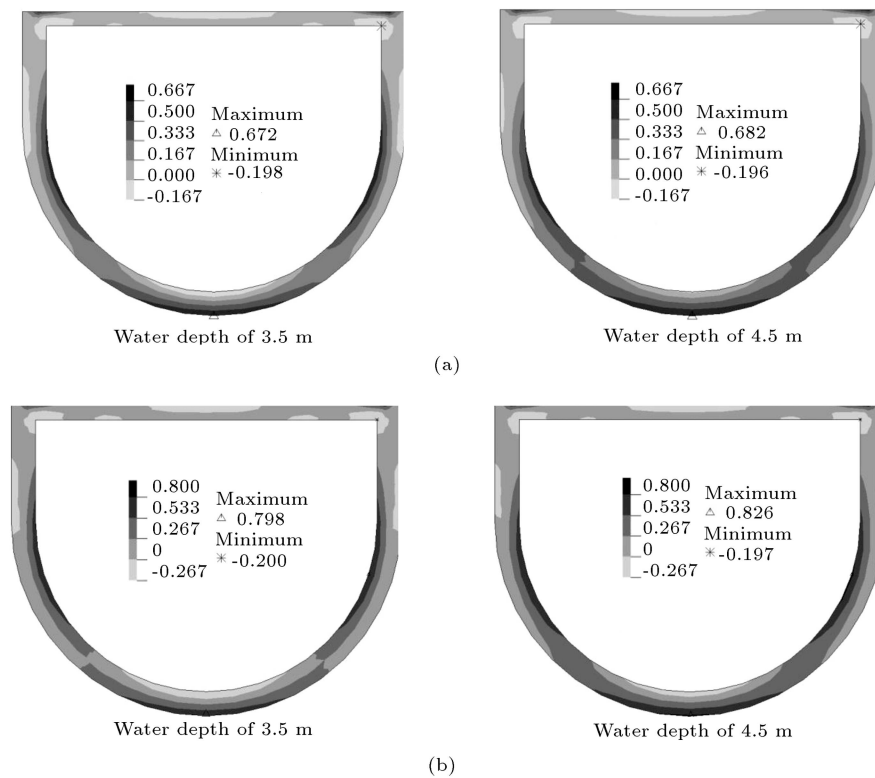 0.667
0.500
0.333
0.167
0.000
-0.167
Maximum
△ 0.672
Minimum
* -0.198
Water depth of 3.5 m
0.667
0.500
0.333
0.167
0.000
-0.167
Maximum
△ 0.682
Minimum
* -0.196
Water depth of 4.5 m
(a)
0.800
0.533
0.267
0
-0.267
Maximum
△ 0.798
Minimum
* -0.200
Water depth of 3.5 m
0.800
0.533
0.267
0
-0.267
Maximum
△ 0.826
Minimum
* -0.197
Water depth of 4.5 m
(b)